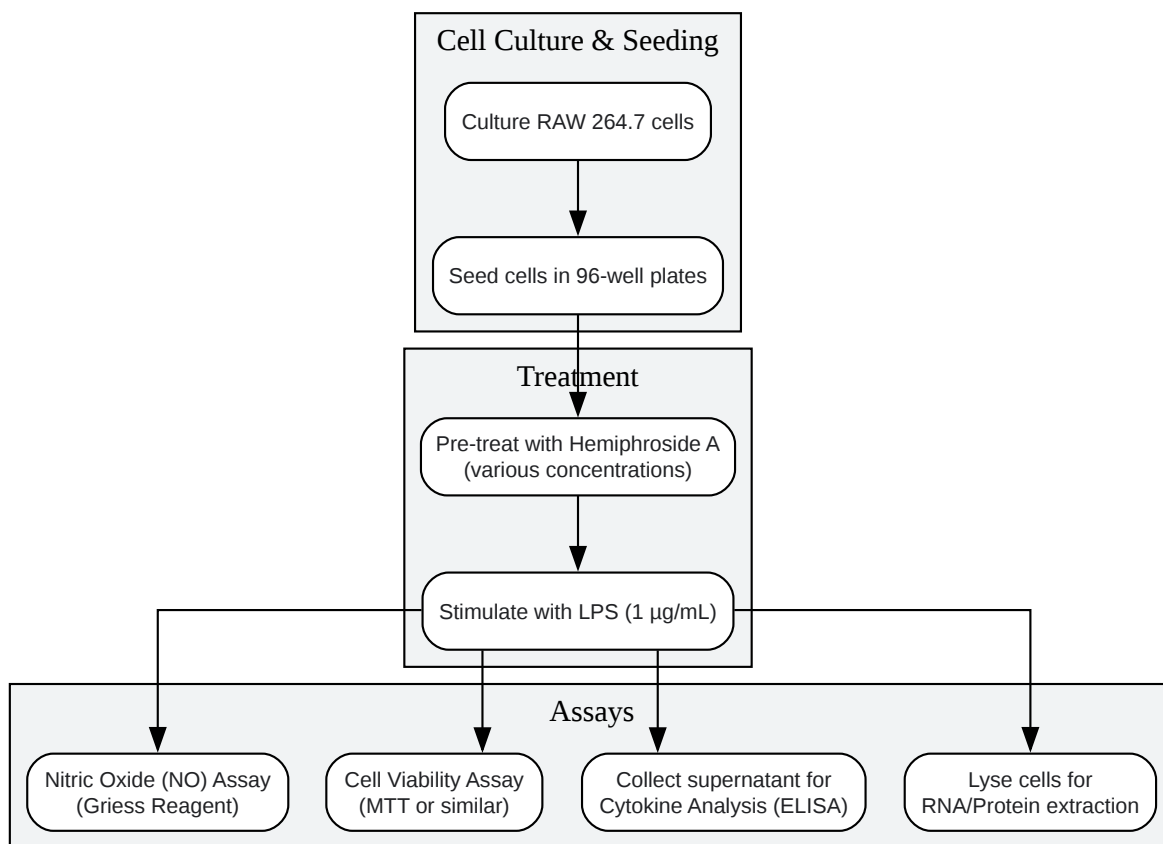 Cell Culture & Seeding
Culture RAW 264.7 cells
Seed cells in 96-well plates
Treatment
Pre-treat with Hemiphroside A
(various concentrations)
Stimulate with LPS (1 µg/mL)
Assays
Nitric Oxide (NO) Assay
(Griess Reagent)
Cell Viability Assay
(MTT or similar)
Collect supernatant for
Cytokine Analysis (ELISA)
Lyse cells for
RNA/Protein extraction